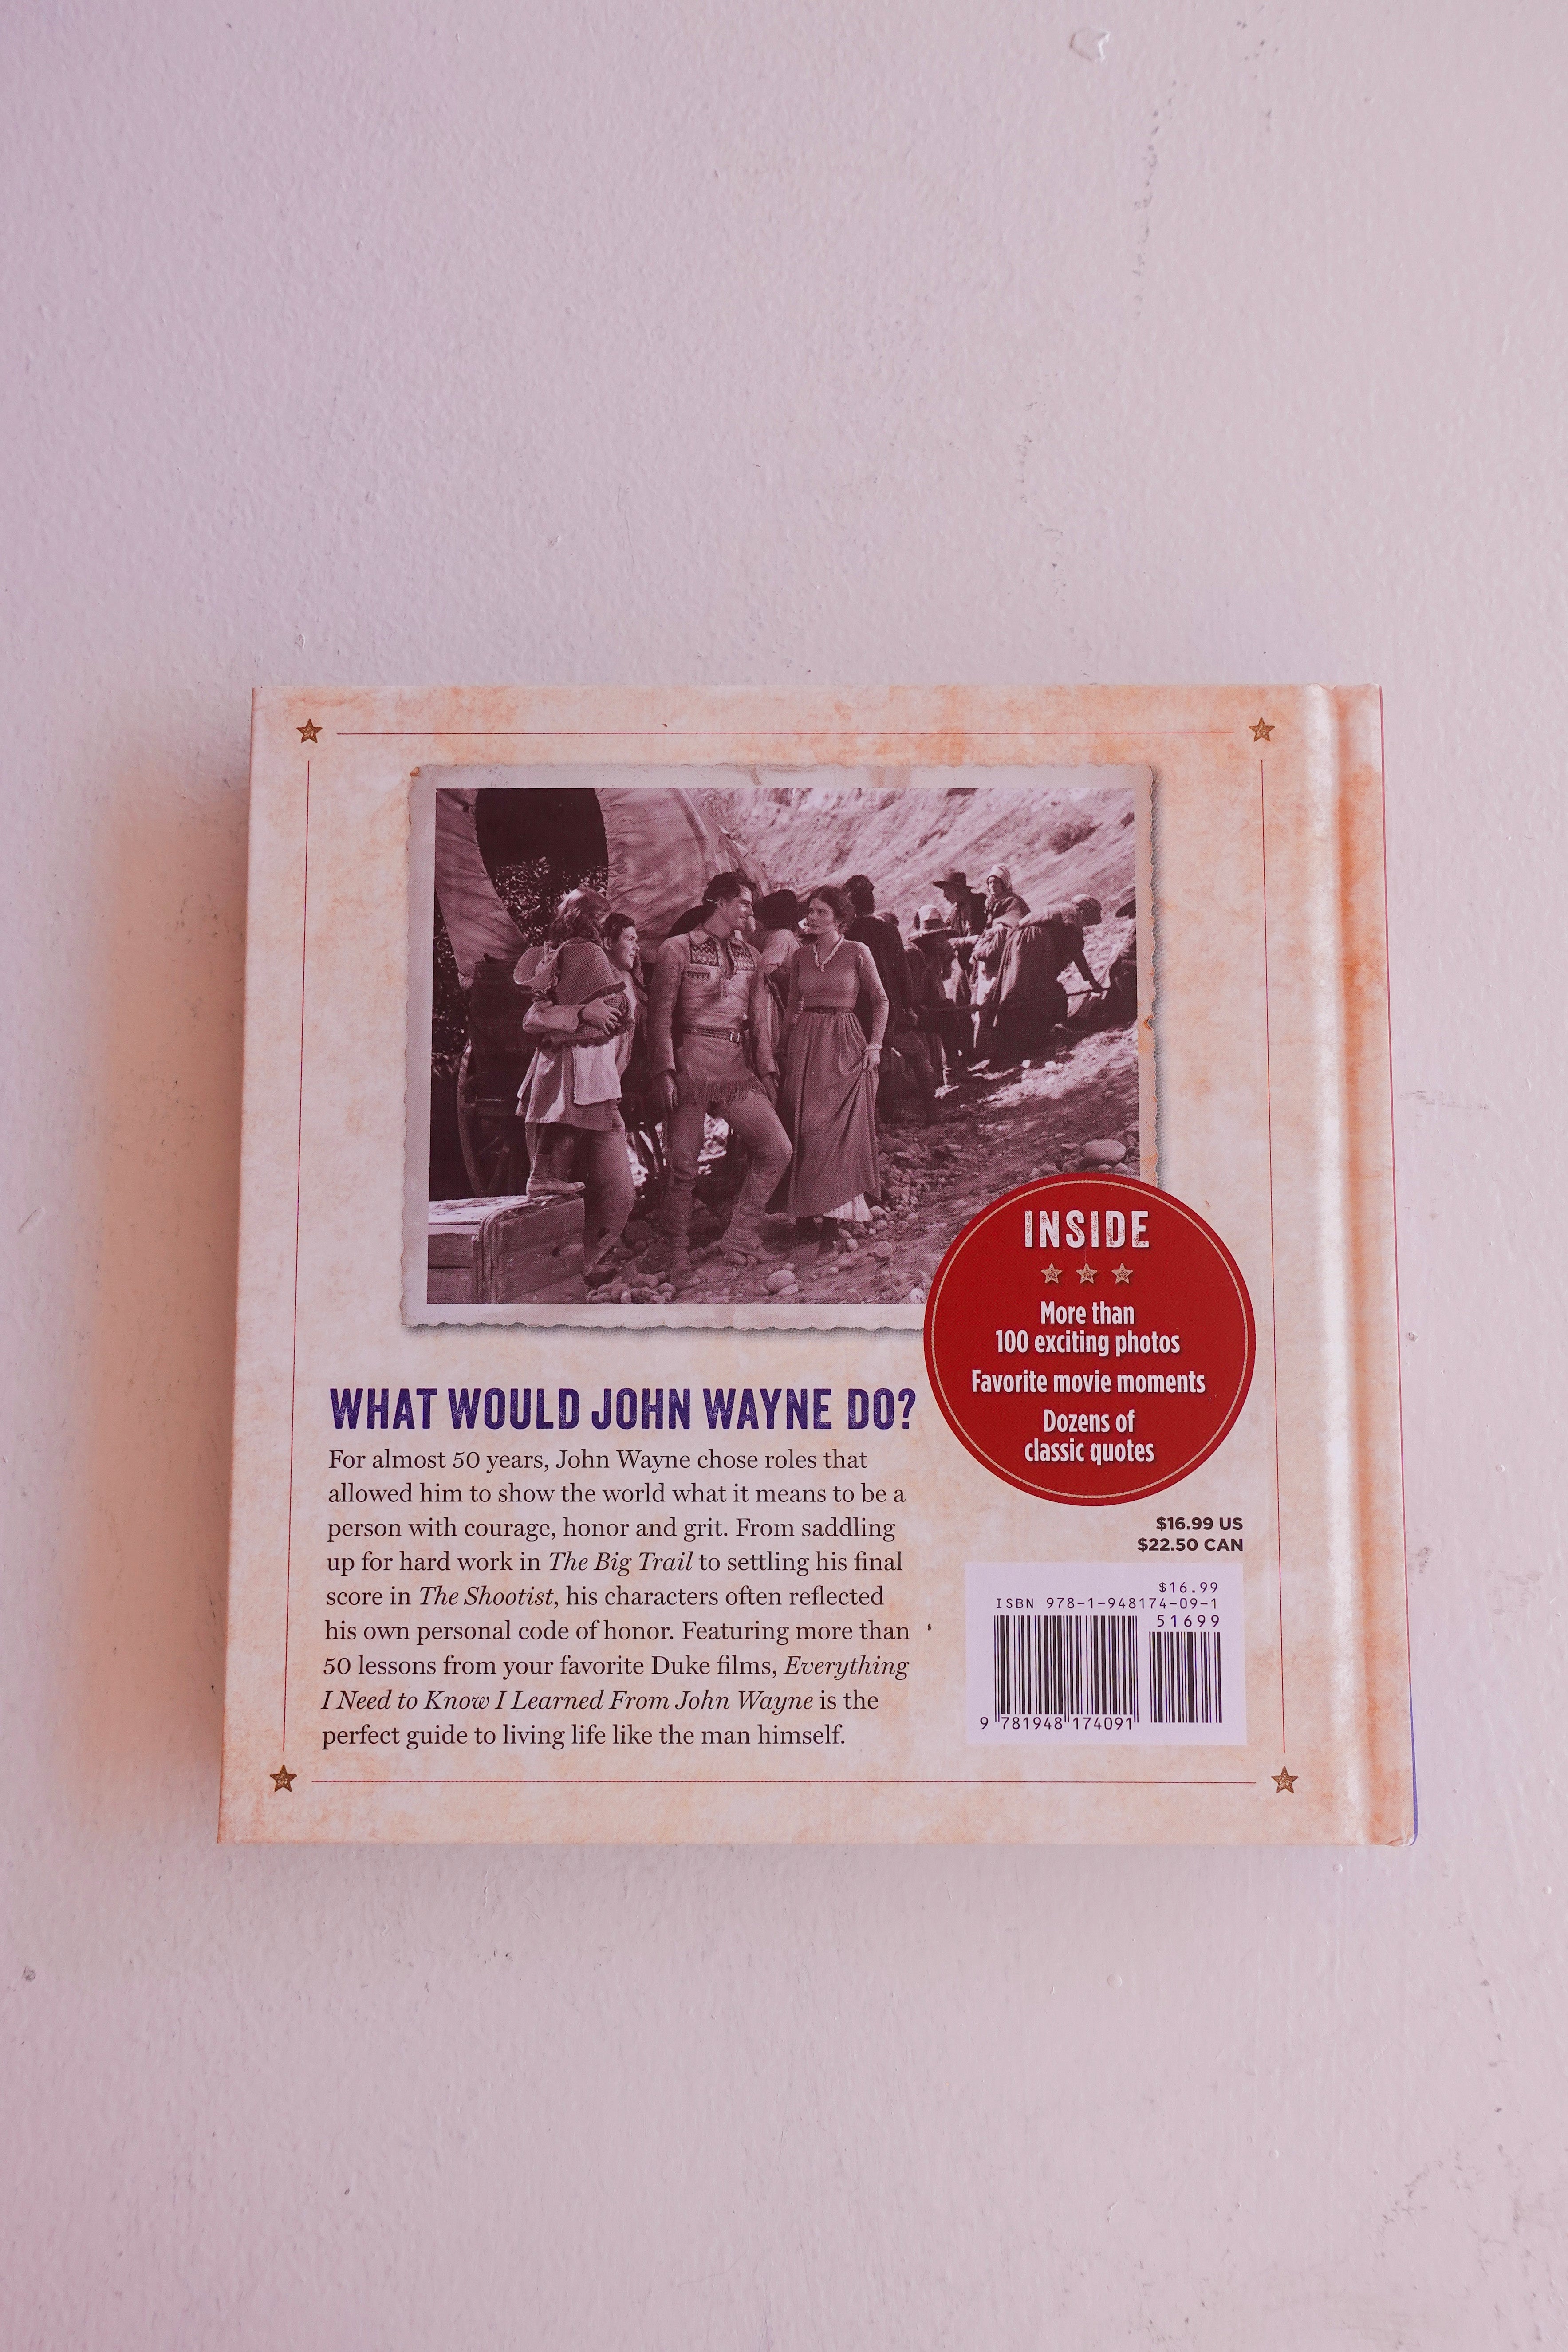 INSIDE
More than
100 exciting photos
Favorite movie moments
Dozens of
classic quotes
WHAT WOULD JOHN WAYNE DO?
For almost 50 years, John Wayne chose roles that
allowed him to show the world what it means to be a
person with courage, honor and grit. From saddling
up for hard work in The Big Trail to settling his final
score in The Shootist, his characters often reflected
his own personal code of honor. Featuring more than
50 lessons from your favorite Duke films, Everything
I Need to Know I Learned From John Wayne is the
perfect guide to living life like the man himself.
$16.99 US
$22.50 CAN
$16.99
ISBN 978-1-948174-09-1
51699
9 781948 174091